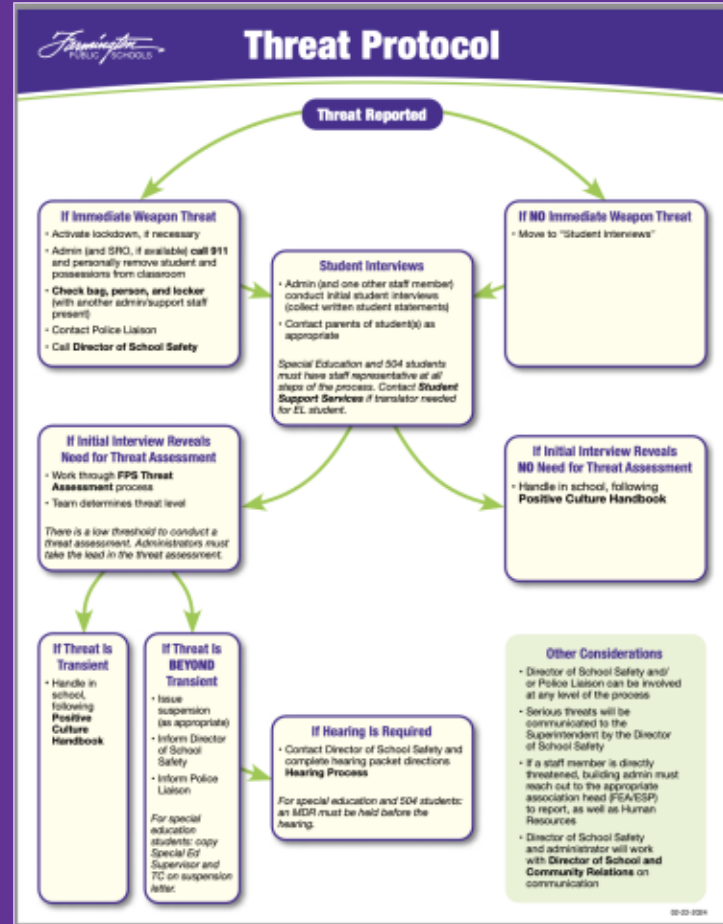 Farmington
PUBLIC SCHOOLS
Threat Protocol
Threat Reported
If Immediate Weapon Threat
• Activate lockdown, if necessary
• Admin (and SRO, if available) call 911
and personally remove student and
possessions from classroom
• Check bag, person, and locker
(with another admin/support staff
present)
• Contact Police Liaison
• Call Director of School Safety
If NO Immediate Weapon Threat
• Move to "Student Interviews"
Student Interviews
• Admin (and one other staff member)
conduct initial student interviews
(collect written student statements)
• Contact parents of student(s) as
appropriate
Special Education and 504 students
must have staff representative at all
steps of the process. Contact Student
Support Services if translator needed
for EL student.
If Initial Interview Reveals
Need for Threat Assessment
• Work through FPS Threat
Assessment process
• Team determines threat level
There is a low threshold to conduct a
threat assessment. Administrators must
take the lead in the threat assessment.
If Initial Interview Reveals
NO Need for Threat Assessment
• Handle in school, following
Positive Culture Handbook
If Threat Is
Transient
• Handle in
school,
following
Positive
Culture
Handbook
If Threat Is
BEYOND
Transient
• Issue
suspension
(as appropriate)
• Inform Director
of School
Safety
• Inform Police
Liaison
For special
education
students: copy
Special Ed
Supervisor and
TC on suspension
letter.
If Hearing Is Required
• Contact Director of School Safety and
complete hearing packet directions
Hearing Process
For special education and 504 students:
an MDR must be held before the
hearing.
Other Considerations
• Director of School Safety and/
or Police Liaison can be involved
at any level of the process
• Serious threats will be
communicated to the
Superintendent by the Director
of School Safety
• If a staff member is directly
threatened, building admin must
reach out to the appropriate
association head (FEA/ESP)
to report, as well as Human
Resources
• Director of School Safety
and administrator will work
with Director of School and
Community Relations on
communication
02-22-2024